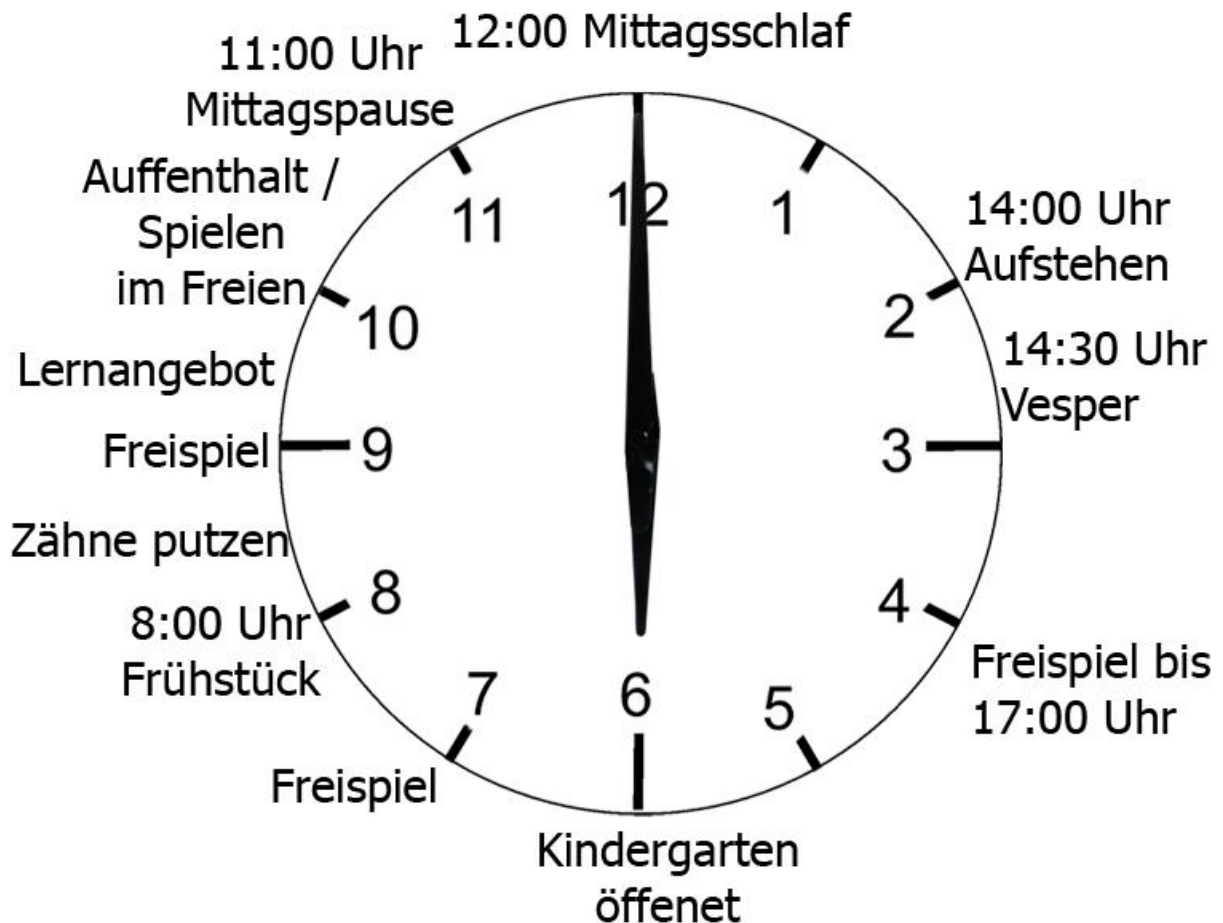 12:00 Mittagsschlaf
11:00 Uhr
Mittagspause
Auffenthalt /
Spielen
im Freien
Lernangebot
Freispiel
Zähne putzen
8:00 Uhr
Frühstück
Freispiel
Kindergarten
öffenet
14:00 Uhr
Aufstehen
14:30 Uhr
Vesper
Freispiel bis
17:00 Uhr
12
1
2
3
4
5
6
7
8
9
10
11